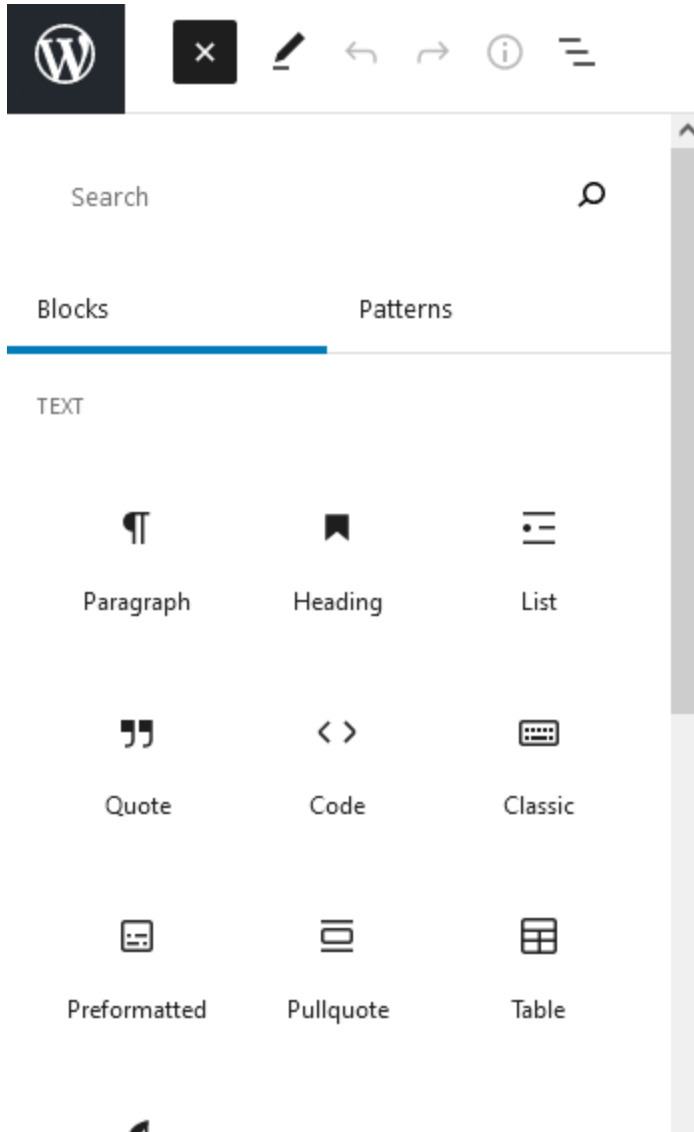 Search
Blocks Patterns
TEXT
Paragraph Heading List
Quote Code Classic
Preformatted Pullquote Table